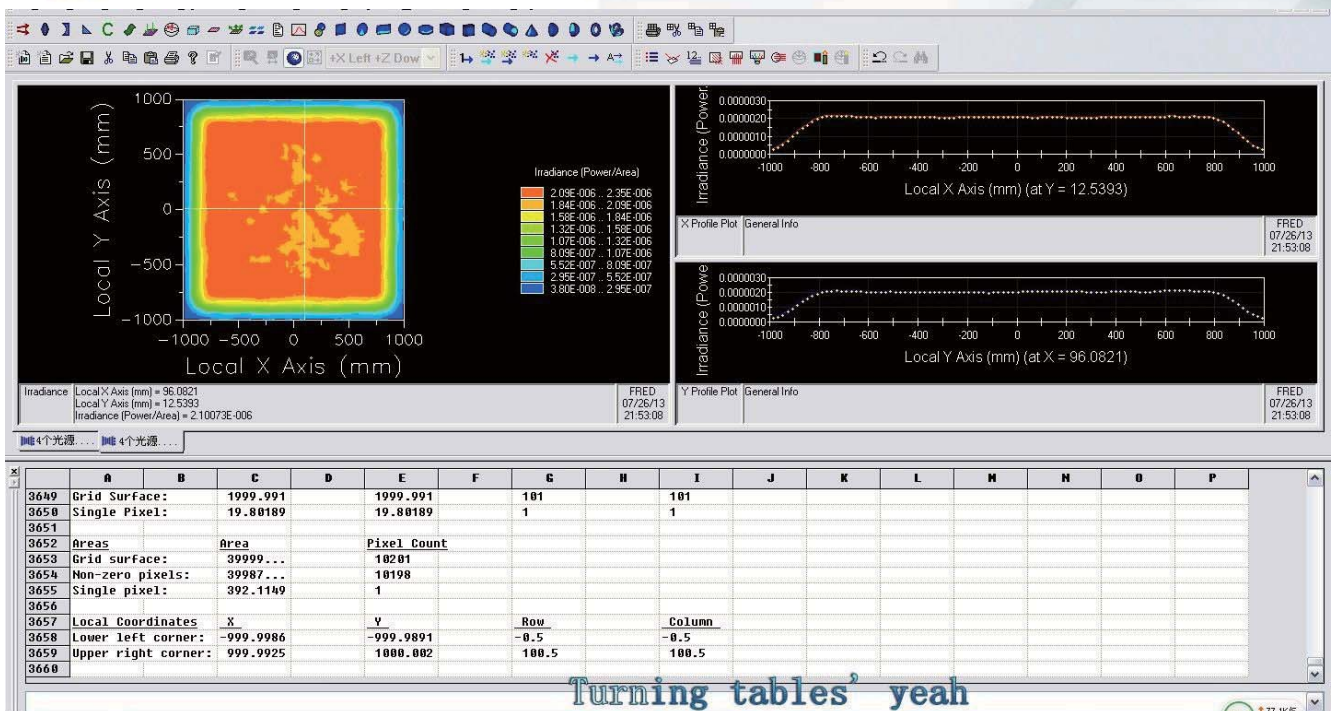 +X Left +Z Dow
1000
500
0
-500
-1000
Local Y Axis (mm)
-1000 -500 0 500 1000
Local X Axis (mm)
Irradiance (Power/Area)
2.09E-006 .. 2.35E-006
1.84E-006 .. 2.09E-006
1.58E-006 .. 1.84E-006
1.32E-006 .. 1.58E-006
1.07E-006 .. 1.32E-006
8.09E-007 .. 1.07E-006
5.52E-007 .. 8.09E-007
2.95E-007 .. 5.52E-007
3.80E-008 .. 2.95E-007
Irradiance
Local X Axis (mm) = 96.0821
Local Y Axis (mm) = 12.5393
Irradiance (Power/Area) = 2.10073E-006
FRED
07/26/13
21:53:08
Irradiance (Power.
0.0000030
0.0000020
0.0000010
0.0000000
-1000 -800 -600 -400 -200 0 200 400 600 800 1000
Local X Axis (mm) (at Y = 12.5393)
X Profile Plot General Info
FRED
07/26/13
21:53:08
Irradiance (Powe
0.0000030
0.0000020
0.0000010
0.0000000
-1000 -800 -600 -400 -200 0 200 400 600 800 1000
Local Y Axis (mm) (at X = 96.0821)
Y Profile Plot General Info
FRED
07/26/13
21:53:08
4个光源.... 4个光源....
A B C D E F G H I J K L M N O P
3649 Grid Surface: 1999.991 1999.991 101 101
3650 Single Pixel: 19.80189 19.80189 1 1
3651
3652 Areas Area Pixel Count
3653 Grid surface: 39999... 10201
3654 Non-zero pixels: 39987... 10198
3655 Single pixel: 392.1149 1
3656
3657 Local Coordinates X Y Row Column
3658 Lower left corner: -999.9986 -999.9891 -0.5 -0.5
3659 Upper right corner: 999.9925 1000.002 100.5 100.5
3660
Turning tables' yeah